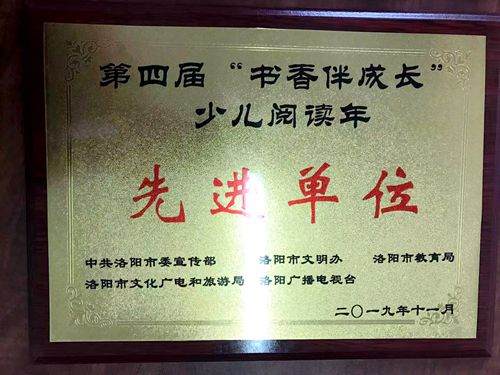 第四届“书香伴成长”
少儿阅读年
先进单位
中共洛阳市委宣传部 洛阳市文明办 洛阳市教育局
洛阳市文化广电和旅游局 洛阳广播电视台
二〇一九年十一月